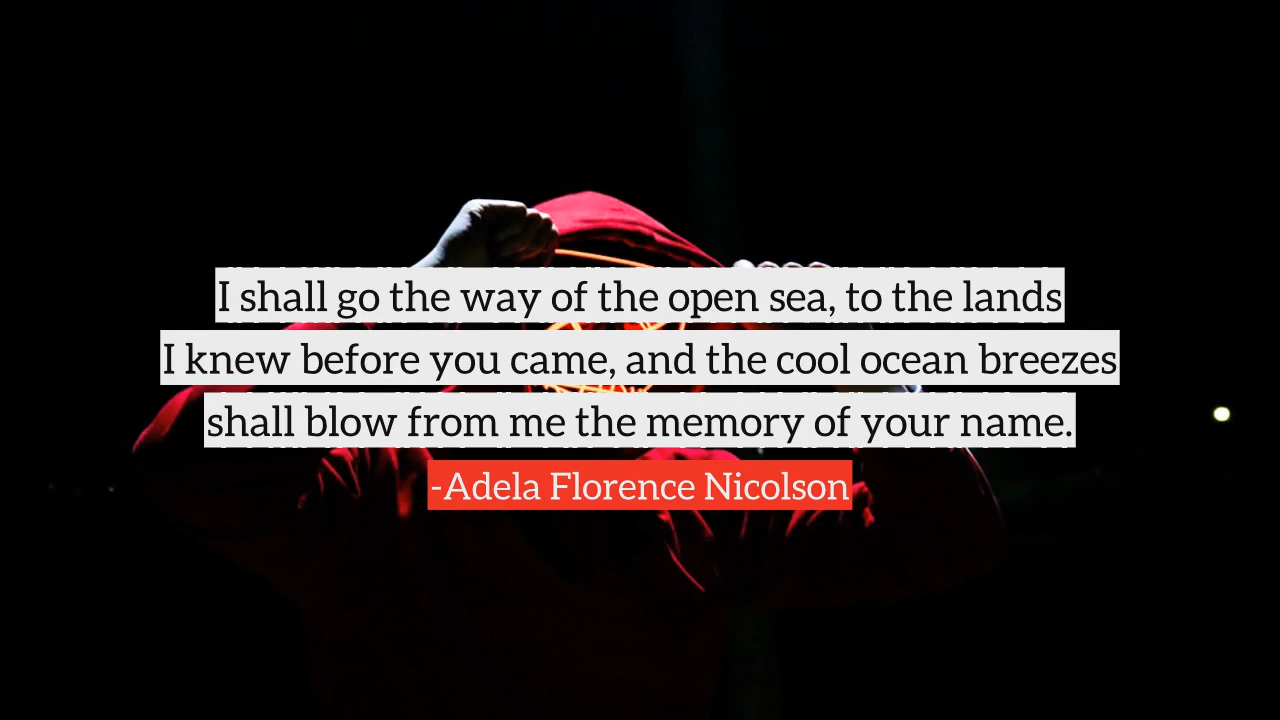 I shall go the way of the open sea, to the lands
I knew before you came, and the cool ocean breezes
shall blow from me the memory of your name.
-Adela Florence Nicolson